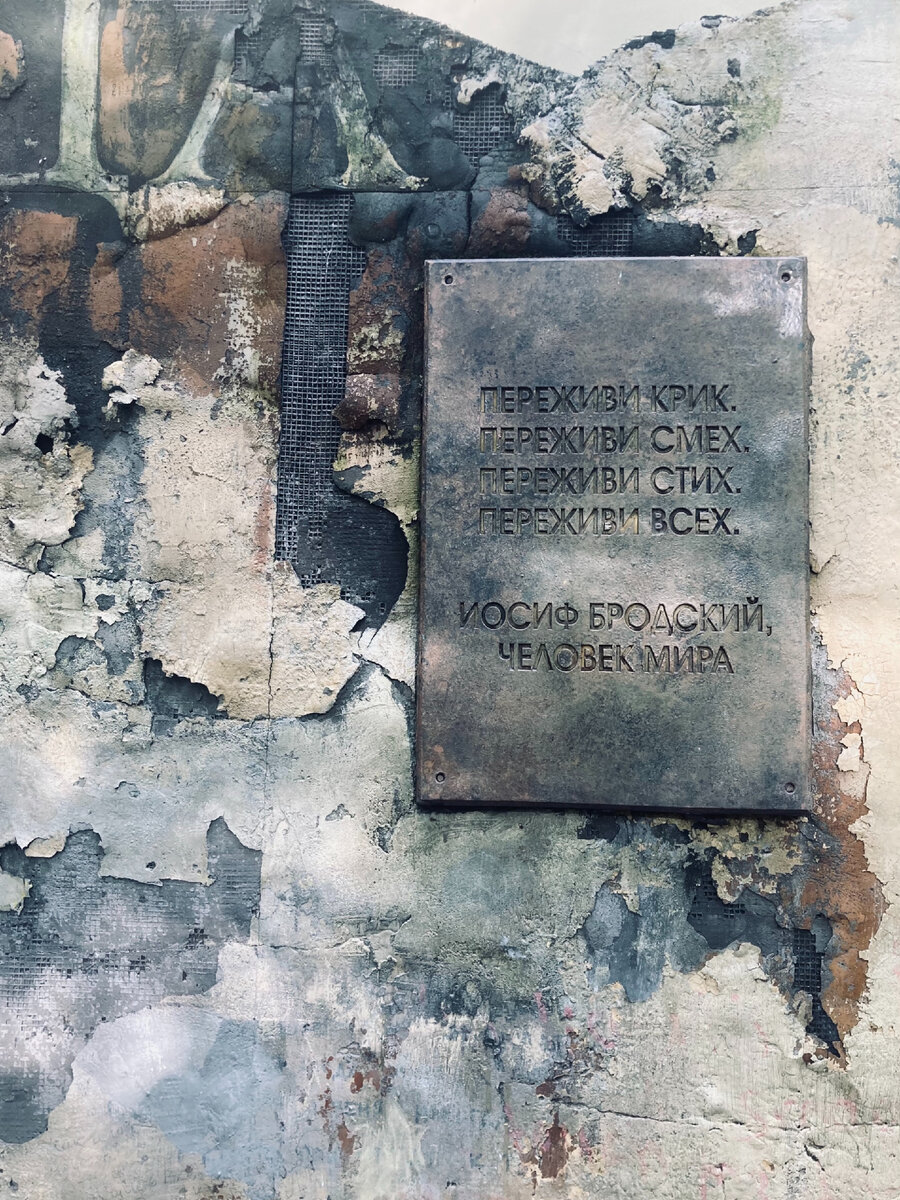 ПЕРЕЖИВИ КРИК.
ПЕРЕЖИВИ СМЕХ.
ПЕРЕЖИВИ СТИХ.
ПЕРЕЖИВИ ВСЕХ.
ИОСИФ БРОДСКИЙ,
ЧЕЛОВЕК МИРА